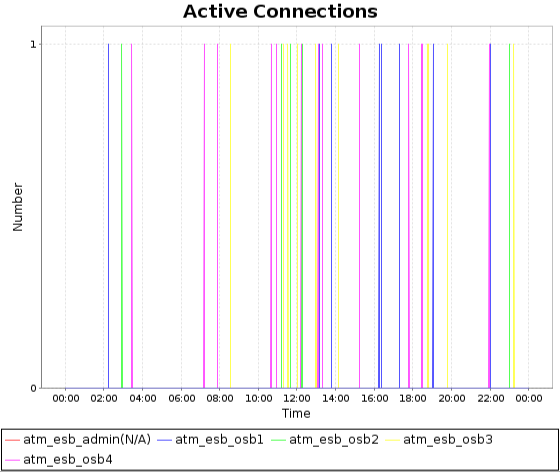 Active Connections
1
Number
0
00:00 02:00 04:00 06:00 08:00 10:00 12:00 14:00 16:00 18:00 20:00 22:00 00:00
Time
atm_esb_admin(N/A) atm_esb_osb1 atm_esb_osb2 atm_esb_osb3
atm_esb_osb4